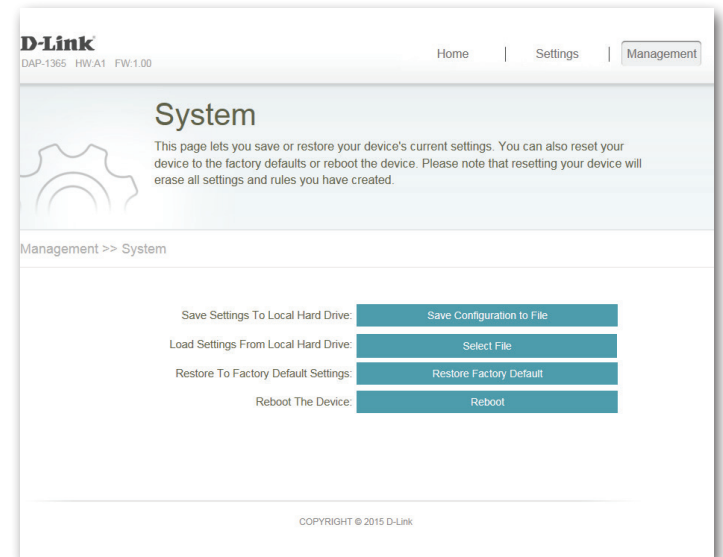 D-Link
DAP-1365 HW:A1 FW:1.00
Home | Settings | Management
System
This page lets you save or restore your device's current settings. You can also reset your
device to the factory defaults or reboot the device. Please note that resetting your device will
erase all settings and rules you have created.
Management >> System
Save Settings To Local Hard Drive: Save Configuration to File
Load Settings From Local Hard Drive: Select File
Restore To Factory Default Settings: Restore Factory Default
Reboot The Device: Reboot
COPYRIGHT © 2015 D-Link